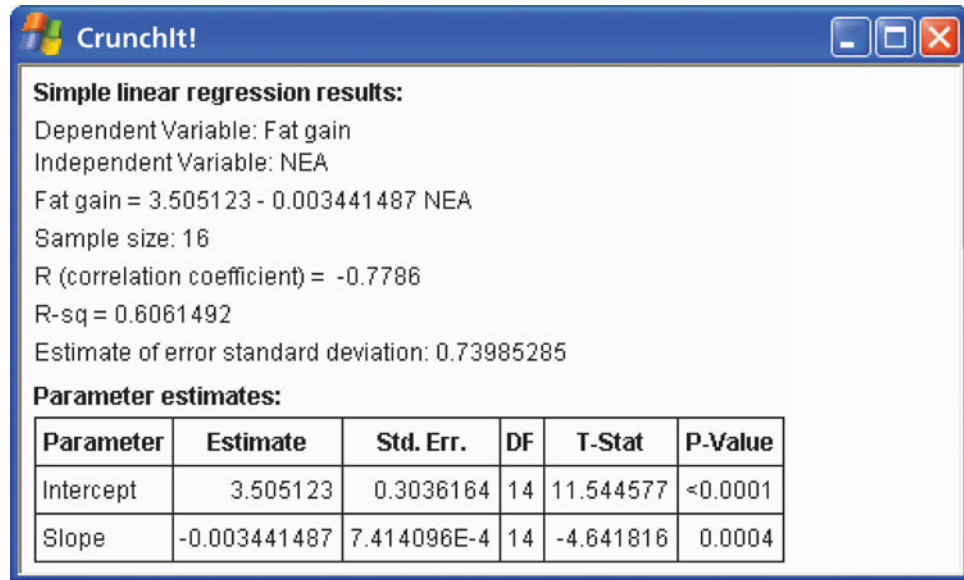 CrunchIt!
Simple linear regression results:
Dependent Variable: Fat gain
Independent Variable: NEA
Fat gain = 3.505123 - 0.003441487 NEA
Sample size: 16
R (correlation coefficient) = -0.7786
R-sq = 0.6061492
Estimate of error standard deviation: 0.73985285
Parameter estimates:
Parameter Estimate Std. Err. DF T-Stat P-Value
Intercept 3.505123 0.3036164 14 11.544577 <0.0001
Slope -0.003441487 7.414096E-4 14 -4.641816 0.0004